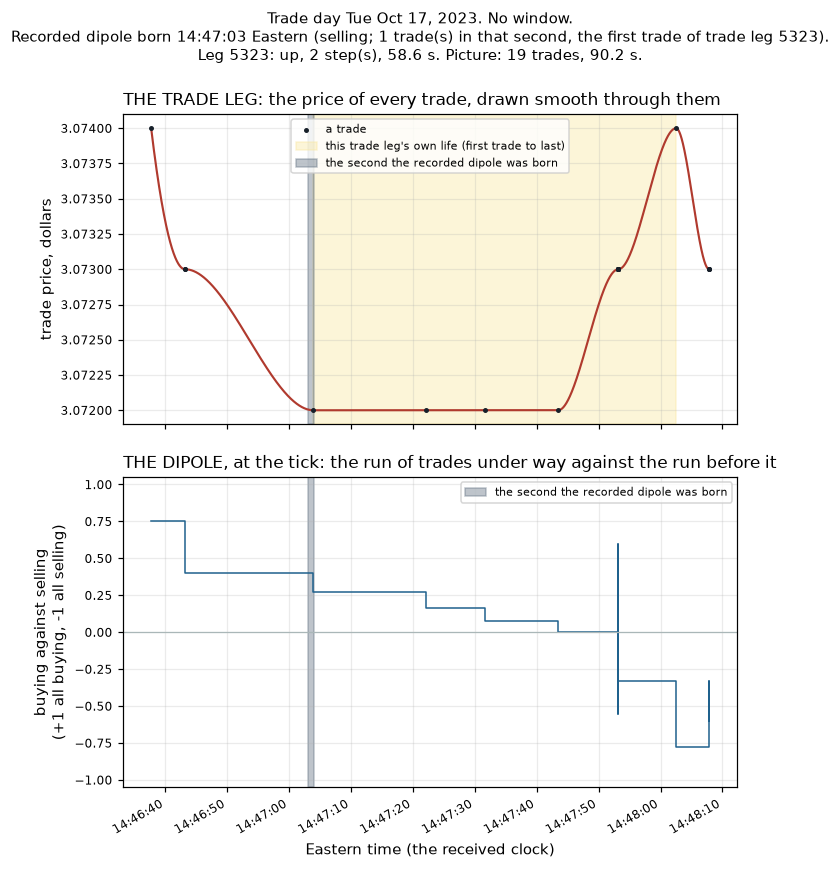 Trade day Tue Oct 17, 2023. No window.
Recorded dipole born 14:47:03 Eastern (selling; 1 trade(s) in that second, the first trade of trade leg 5323).
Leg 5323: up, 2 step(s), 58.6 s. Picture: 19 trades, 90.2 s.
THE TRADE LEG: the price of every trade, drawn smooth through them
a trade
this trade leg's own life (first trade to last)
the second the recorded dipole was born
trade price, dollars
3.07400
3.07375
3.07350
3.07325
3.07300
3.07275
3.07250
3.07225
3.07200
THE DIPOLE, at the tick: the run of trades under way against the run before it
the second the recorded dipole was born
buying against selling
(+1 all buying, -1 all selling)
1.00
0.75
0.50
0.25
0.00
−0.25
−0.50
−0.75
−1.00
14:46:40
14:46:50
14:47:00
14:47:10
14:47:20
14:47:30
14:47:40
14:47:50
14:48:00
14:48:10
Eastern time (the received clock)